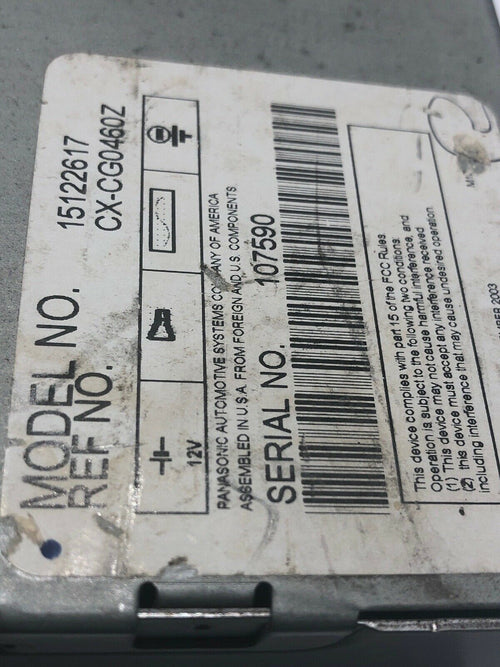 MODEL NO. 15122617
REF NO. CX-CG0460Z
12V
PANASONIC AUTOMOTIVE SYSTEMS COMPANY OF AMERICA
ASSEMBLED IN U.S.A. FROM FOREIGN AND U.S. COMPONENTS.
SERIAL NO. 107590
This device complies with part 15 of the FCC Rules.
Operation is subject to the following two conditions:
(1) This device may not cause harmful interference, and
(2) this device must accept any interference received
including interference that may cause undesired operation.
2003